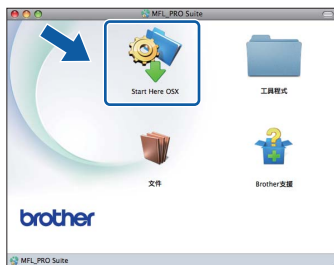 MFL_PRO Suite
Start Here OSX
工具程式
文件
Brother支援
brother
MFL_PRO Suite